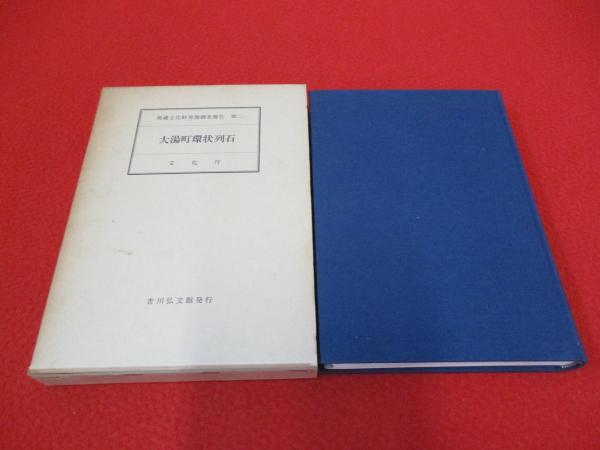 埋蔵文化財発掘調査報告 第二
大湯町環状列石
文化庁
吉川弘文館発行